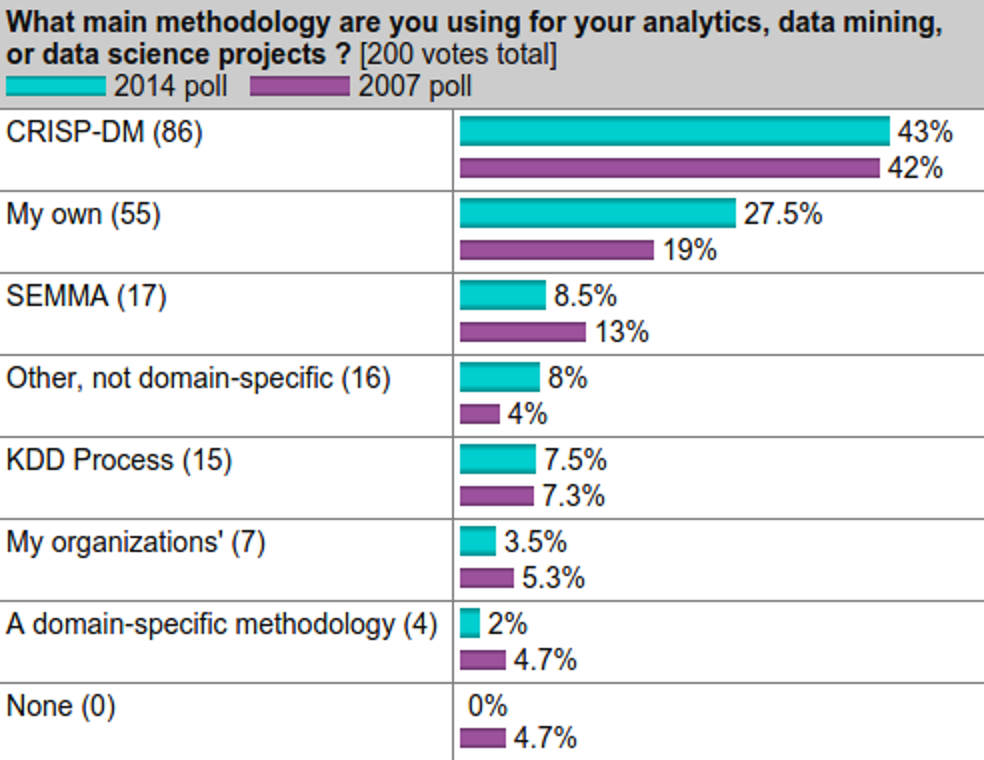 What main methodology are you using for your analytics, data mining,
or data science projects ? [200 votes total]
2014 poll 2007 poll
CRISP-DM (86) 43%
42%
My own (55) 27.5%
19%
SEMMA (17) 8.5%
13%
Other, not domain-specific (16) 8%
4%
KDD Process (15) 7.5%
7.3%
My organizations' (7) 3.5%
5.3%
A domain-specific methodology (4) 2%
4.7%
None (0) 0%
4.7%